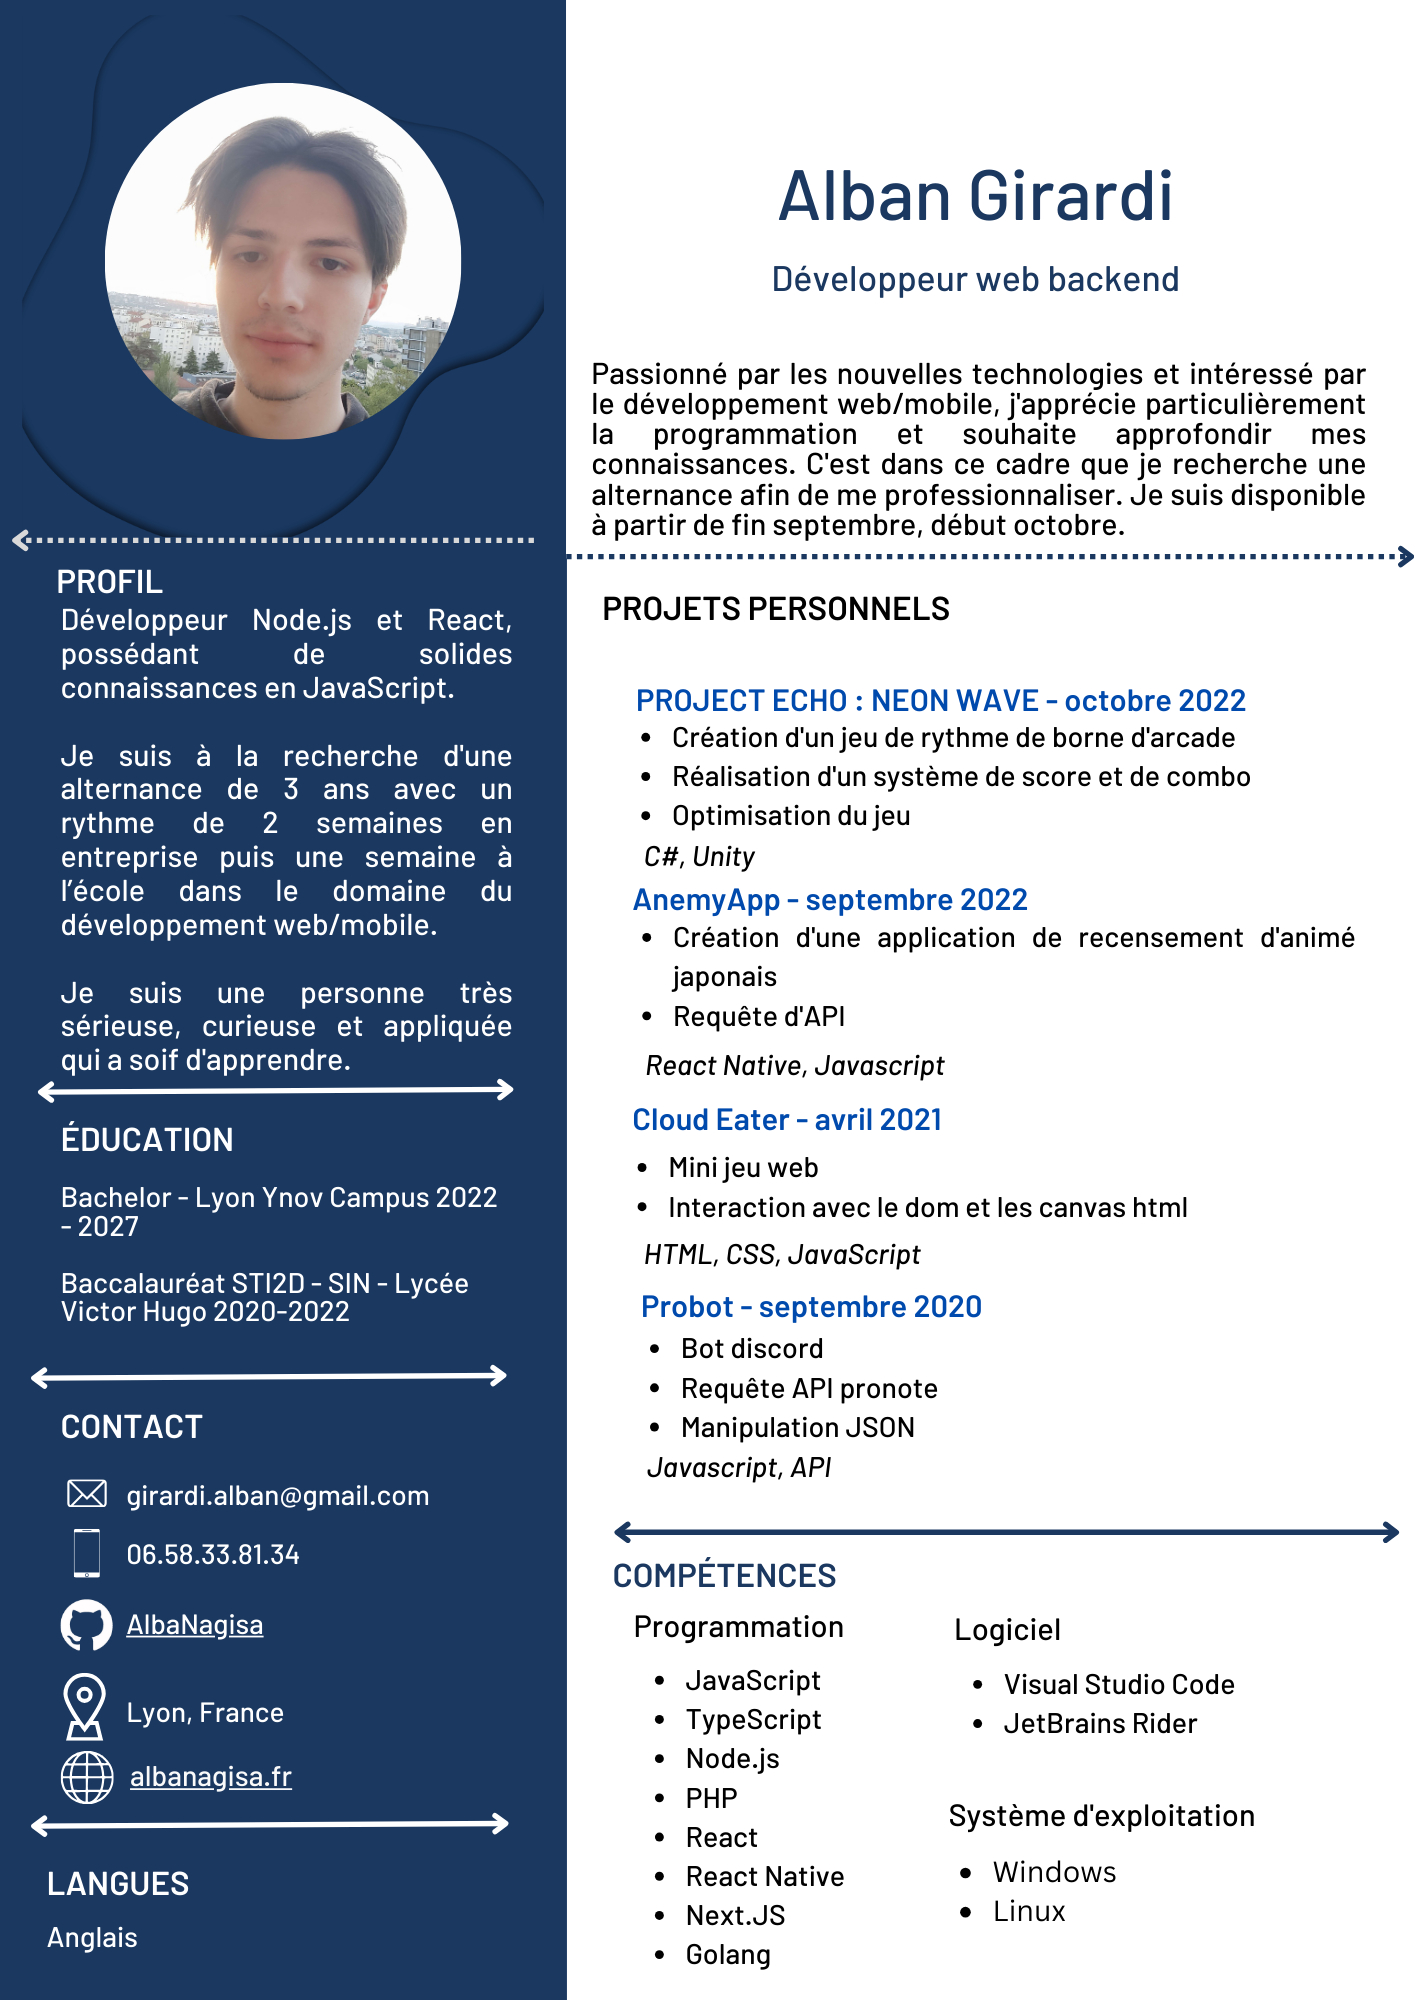 Alban Girardi
Développeur web backend
Passionné par les nouvelles technologies et intéressé par
le développement web/mobile, j'apprécie particulièrement
la programmation et souhaite approfondir mes
connaissances. C'est dans ce cadre que je recherche une
alternance afin de me professionnaliser. Je suis disponible
à partir de fin septembre, début octobre.
PROFIL
Développeur Node.js et React,
possédant de solides
connaissances en JavaScript.
Je suis à la recherche d'une
alternance de 3 ans avec un
rythme de 2 semaines en
entreprise puis une semaine à
l’école dans le domaine du
développement web/mobile.
Je suis une personne très
sérieuse, curieuse et appliquée
qui a soif d'apprendre.
ÉDUCATION
Bachelor - Lyon Ynov Campus 2022
- 2027
Baccalauréat STI2D - SIN - Lycée
Victor Hugo 2020-2022
CONTACT
girardi.alban@gmail.com
06.58.33.81.34
AlbaNagisa
Lyon, France
albanagisa.fr
LANGUES
Anglais
PROJETS PERSONNELS
PROJECT ECHO : NEON WAVE - octobre 2022
• Création d'un jeu de rythme de borne d'arcade
• Réalisation d'un système de score et de combo
• Optimisation du jeu
C#, Unity
AnemyApp - septembre 2022
• Création d'une application de recensement d'animé
japonais
• Requête d'API
React Native, Javascript
Cloud Eater - avril 2021
• Mini jeu web
• Interaction avec le dom et les canvas html
HTML, CSS, JavaScript
Probot - septembre 2020
• Bot discord
• Requête API pronote
• Manipulation JSON
Javascript, API
COMPÉTENCES
Programmation
• JavaScript
• TypeScript
• Node.js
• PHP
• React
• React Native
• Next.JS
• Golang
Logiciel
• Visual Studio Code
• JetBrains Rider
Système d'exploitation
• Windows
• Linux